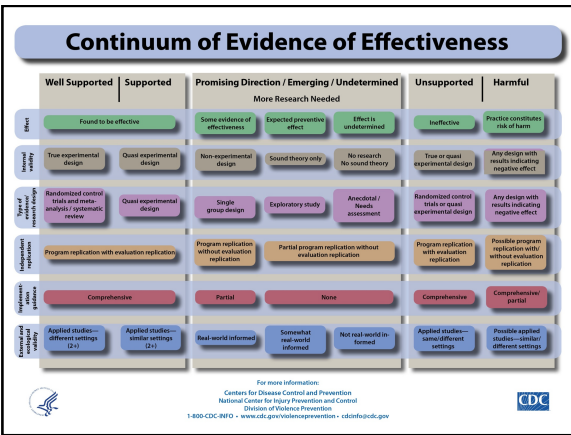 Continuum of Evidence of Effectiveness
Well Supported | Supported
Promising Direction / Emerging / Undetermined
More Research Needed
Unsupported | Harmful
Effect
Found to be effective
Some evidence of
effectiveness
Expected preventive
effect
Effect is
undetermined
Ineffective
Practice constitutes
risk of harm
Internal
validity
True experimental
design
Quasi experimental
design
Non-experimental
design
Sound theory only
No research
No sound theory
True or quasi
experimental design
Any design with
results indicating
negative effect
Type of
evidence/
research design
Randomized control
trials and meta-
analysis / systematic
review
Quasi experimental
design
Single
group design
Exploratory study
Anecdotal /
Needs
assessment
Randomized control
trials or quasi
experimental design
Any design with
results indicating
negative effect
Independent
replication
Program replication with evaluation replication
Program replication
without evaluation
replication
Partial program replication without
evaluation replication
Program replication
with evaluation
replication
Possible program
replication with/
without evaluation
replication
Implement-
ation
guidance
Comprehensive
Partial
None
Comprehensive
Comprehensive/
partial
External and
ecological
validity
Applied studies—
different settings
(2+)
Applied studies—
similar settings
(2+)
Real-world informed
Somewhat
real-world
informed
Not real-world in-
formed
Applied studies—
same/different
settings
Possible applied
studies—similar/
different settings
For more information:
Centers for Disease Control and Prevention
National Center for Injury Prevention and Control
Division of Violence Prevention
1-800-CDC-INFO • www.cdc.gov/violenceprevention • cdcinfo@cdc.gov
CDC